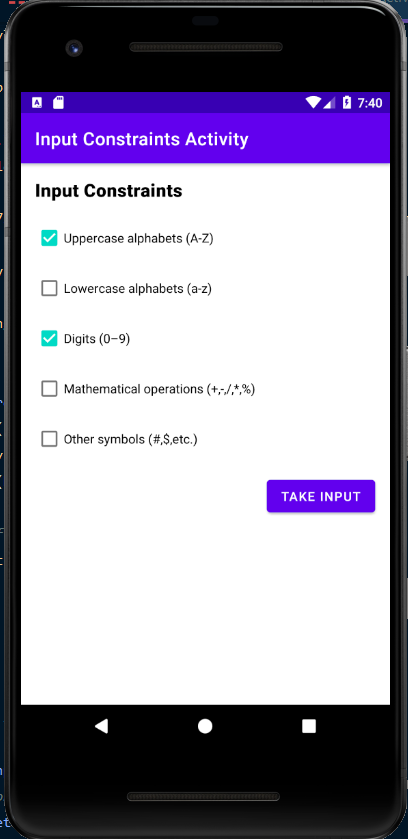 7:40
Input Constraints Activity
Input Constraints
Uppercase alphabets (A-Z)
Lowercase alphabets (a-z)
Digits (0–9)
Mathematical operations (+,-,/,*,%)
Other symbols (#,$,etc.)
TAKE INPUT